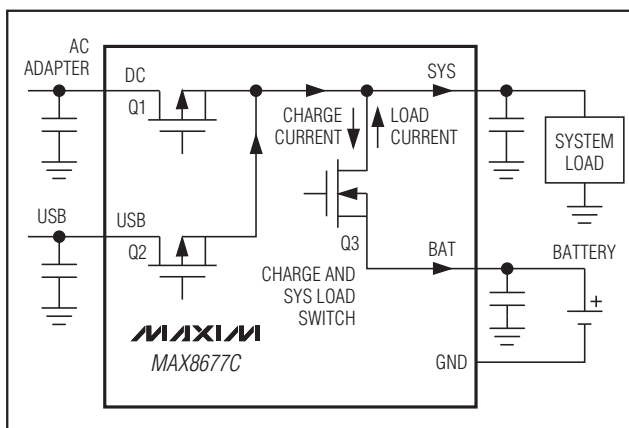 AC
ADAPTER
DC
Q1
SYS
CHARGE
CURRENT
LOAD
CURRENT
SYSTEM
LOAD
USB
USB
Q2
Q3
BAT
BATTERY
CHARGE AND
SYS LOAD
SWITCH
+
MAXIM
MAX8677C
GND